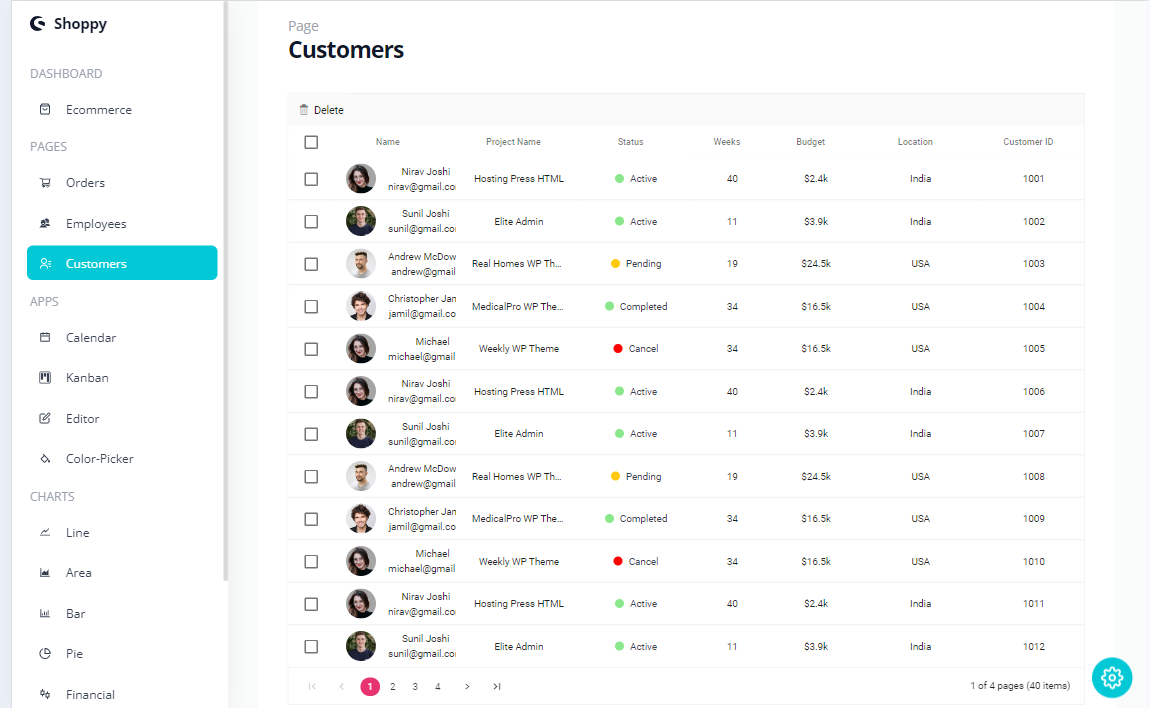 Shoppy
DASHBOARD
Ecommerce
PAGES
Orders
Employees
Customers
APPS
Calendar
Kanban
Editor
Color-Picker
CHARTS
Line
Area
Bar
Pie
Financial
Page
Customers
Delete
Name Project Name Status Weeks Budget Location Customer ID
Nirav Joshi
nirav@gmail.co Hosting Press HTML Active 40 $2.4k India 1001
Sunil Joshi
sunil@gmail.co Elite Admin Active 11 $3.9k India 1002
Andrew McDow
andrew@gmail Real Homes WP Th... Pending 19 $24.5k USA 1003
Christopher Jan
jamil@gmail.co MedicalPro WP The... Completed 34 $16.5k USA 1004
Michael
michael@gmail Weekly WP Theme Cancel 34 $16.5k USA 1005
Nirav Joshi
nirav@gmail.co Hosting Press HTML Active 40 $2.4k India 1006
Sunil Joshi
sunil@gmail.co Elite Admin Active 11 $3.9k India 1007
Andrew McDow
andrew@gmail Real Homes WP Th... Pending 19 $24.5k USA 1008
Christopher Jan
jamil@gmail.co MedicalPro WP The... Completed 34 $16.5k USA 1009
Michael
michael@gmail Weekly WP Theme Cancel 34 $16.5k USA 1010
Nirav Joshi
nirav@gmail.co Hosting Press HTML Active 40 $2.4k India 1011
Sunil Joshi
sunil@gmail.co Elite Admin Active 11 $3.9k India 1012
1 2 3 4 1 of 4 pages (40 items)